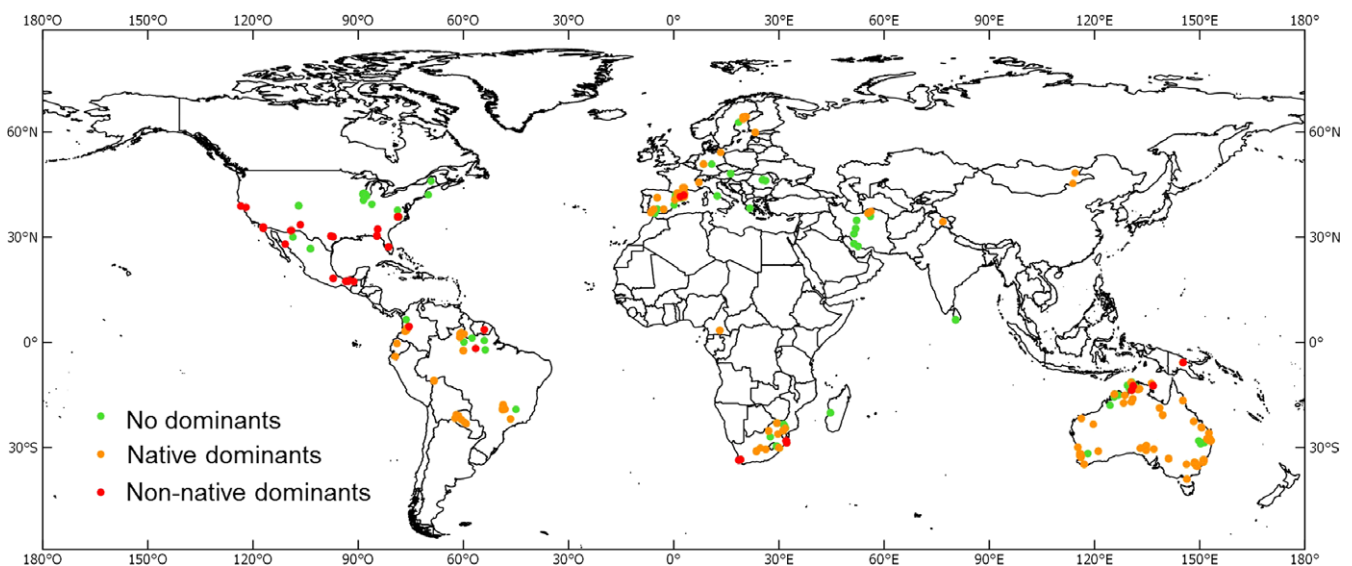 180°O 150°O 120°O 90°O 60°O 30°O 0° 30°E 60°E 90°E 120°E 150°E 180°
60°N 60°N
30°N 30°N
0° 0°
No dominants
Native dominants
30°S 30°S
Non-native dominants
180°O 150°O 120°O 90°O 60°O 30°O 0° 30°E 60°E 90°E 120°E 150°E 180°